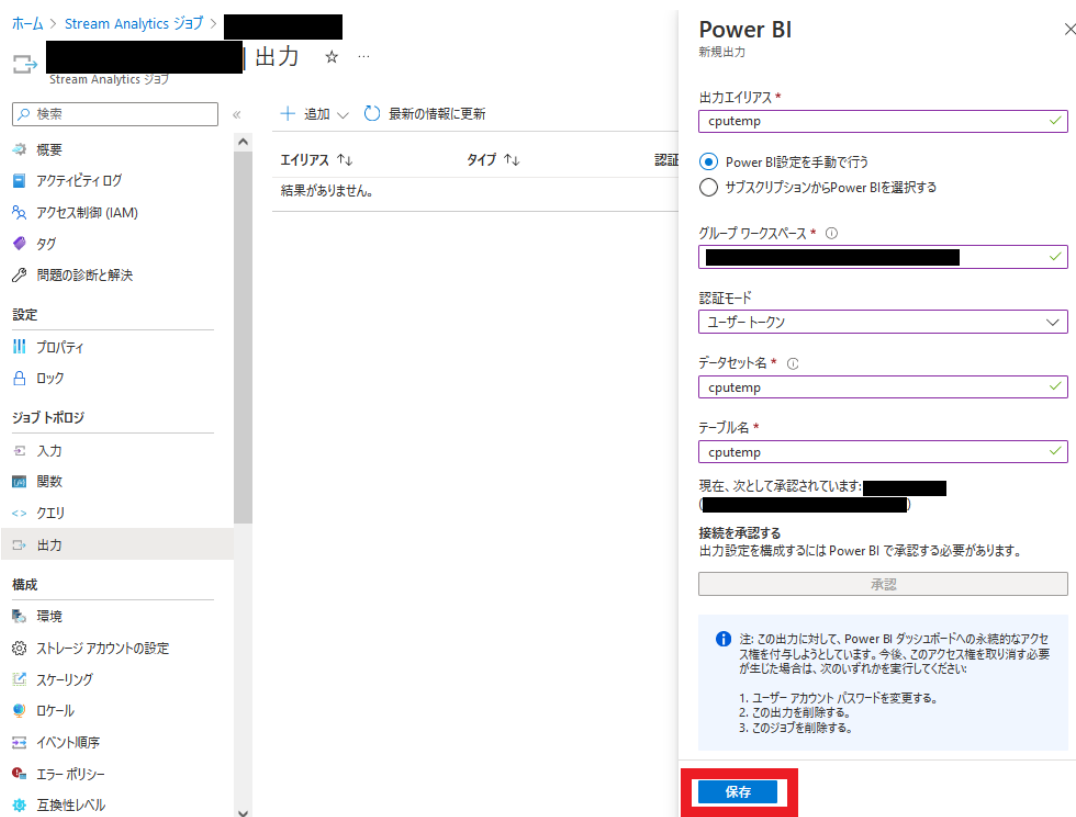 ホーム > Stream Analytics ジョブ >
| 出力 ☆ …
Stream Analytics ジョブ
検索
«
概要
アクティビティ ログ
アクセス制御 (IAM)
タグ
問題の診断と解決
設定
プロパティ
ロック
ジョブ トポロジ
入力
関数
クエリ
出力
構成
環境
ストレージ アカウントの設定
スケーリング
ロケール
イベント順序
エラー ポリシー
互換性レベル
+ 追加 最新の情報に更新
エイリアス ↑↓ タイプ ↑↓ 認証
結果がありません。
Power BI
新規出力
出力エイリアス *
cputemp
Power BI設定を手動で行う
サブスクリプションからPower BIを選択する
グループ ワークスペース *
認証モード
ユーザー トークン
データセット名 *
cputemp
テーブル名 *
cputemp
現在、次として承認されています:
( )
接続を承認する
出力設定を構成するには Power BI で承認する必要があります。
承認
注: この出力に対して、Power BI ダッシュボードへの永続的なアクセ
ス権を付与しようとしています。今後、このアクセス権を取り消す必要
が生じた場合は、次のいずれかを実行してください:
1. ユーザー アカウント パスワードを変更する。
2. この出力を削除する。
3. このジョブを削除する。
保存